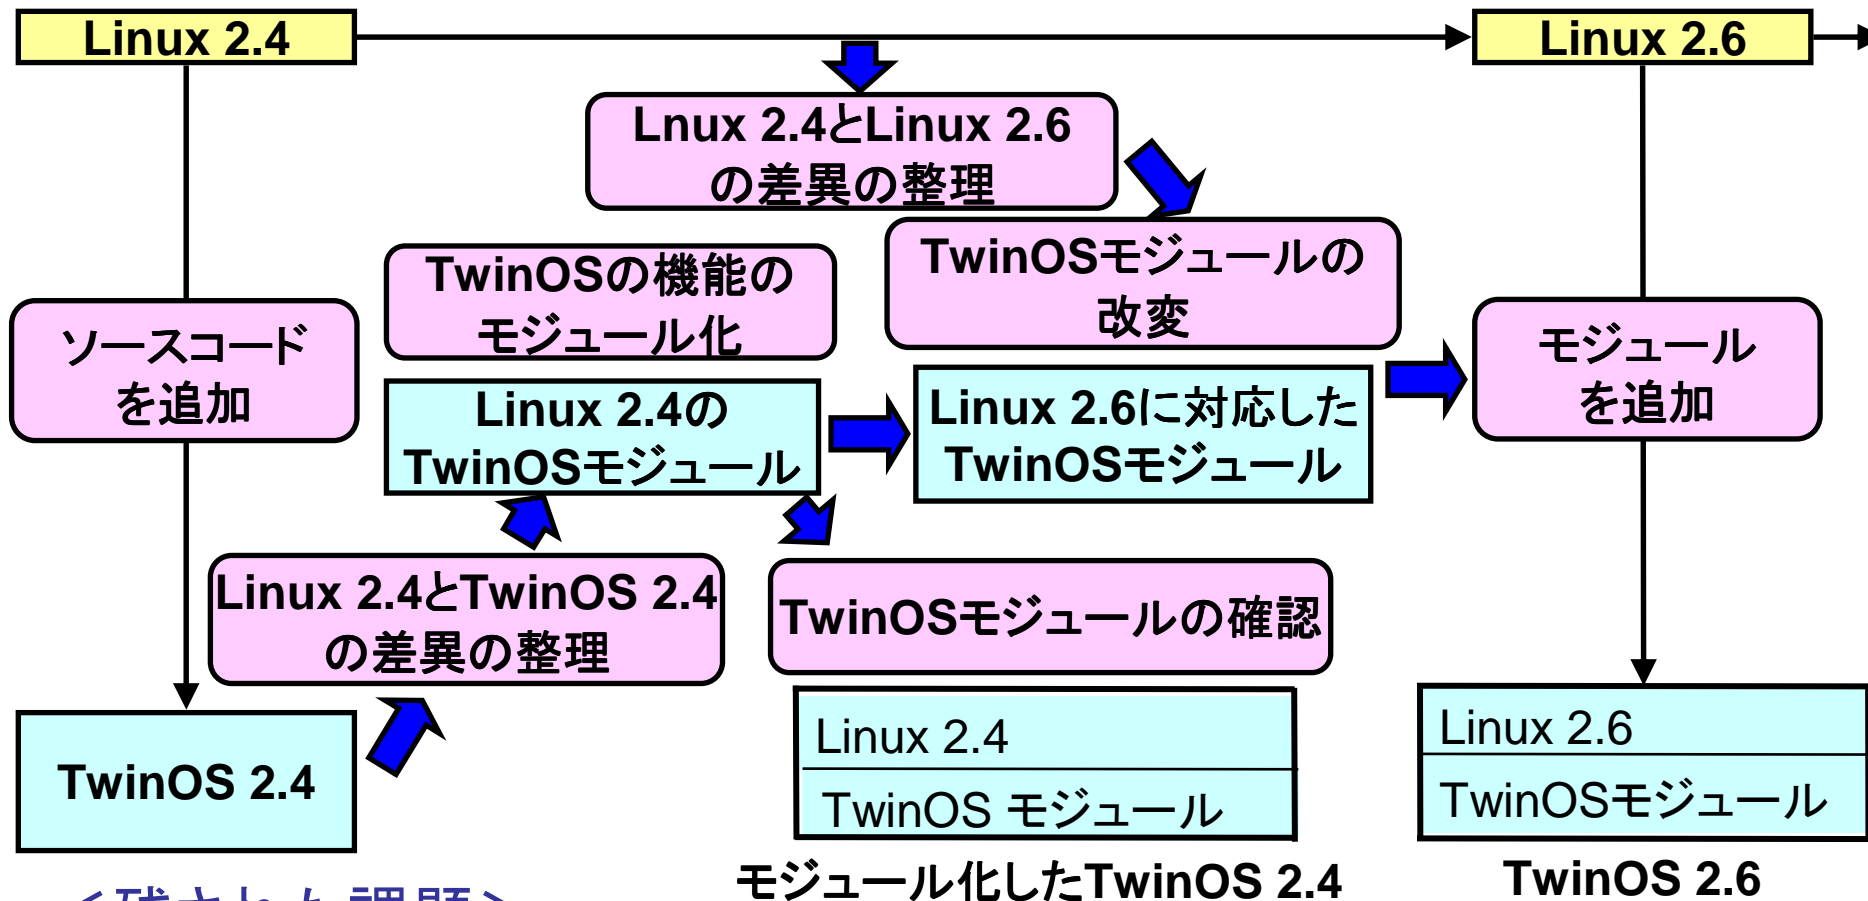 Linux 2.4
Linux 2.6
Lnux 2.4とLinux 2.6
の差異の整理
TwinOSの機能の
モジュール化
TwinOSモジュールの
改変
ソースコード
を追加
モジュール
を追加
Linux 2.4の
TwinOSモジュール
Linux 2.6に対応した
TwinOSモジュール
Linux 2.4とTwinOS 2.4
の差異の整理
TwinOSモジュールの確認
TwinOS 2.4
Linux 2.4
TwinOS モジュール
Linux 2.6
TwinOSモジュール
モジュール化したTwinOS 2.4
TwinOS 2.6
<残された課題>